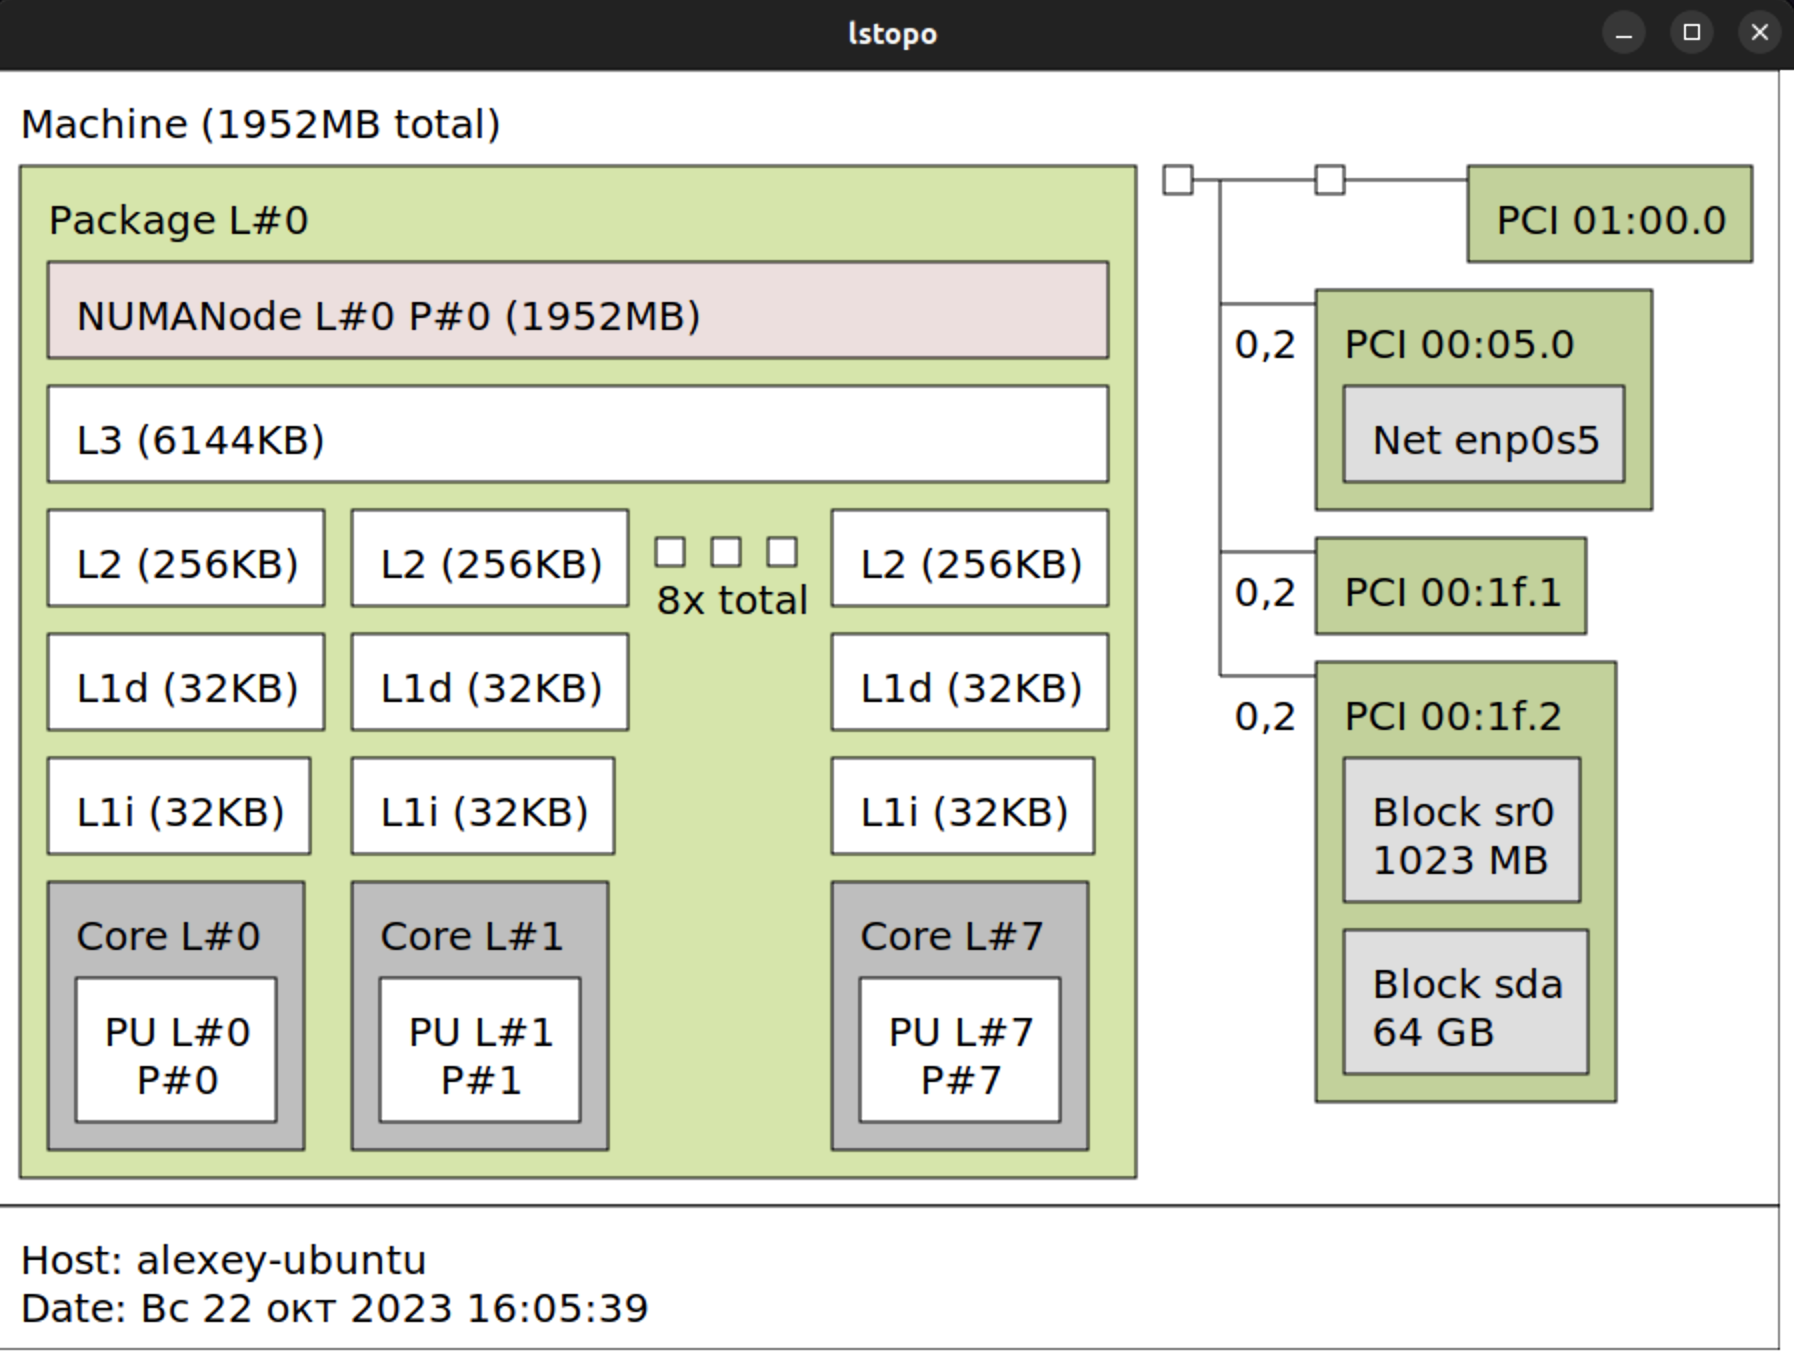 lstopo
Machine (1952MB total)
Package L#0
NUMANode L#0 P#0 (1952MB)
L3 (6144KB)
L2 (256KB)
L2 (256KB)
8x total
L2 (256KB)
L1d (32KB)
L1d (32KB)
L1d (32KB)
L1i (32KB)
L1i (32KB)
L1i (32KB)
Core L#0
Core L#1
Core L#7
PU L#0
P#0
PU L#1
P#1
PU L#7
P#7
PCI 01:00.0
0,2
PCI 00:05.0
Net enp0s5
0,2
PCI 00:1f.1
0,2
PCI 00:1f.2
Block sr0
1023 MB
Block sda
64 GB
Host: alexey-ubuntu
Date: Вс 22 окт 2023 16:05:39